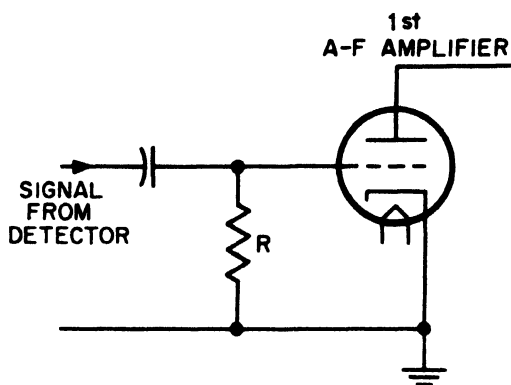 1st
A-F AMPLIFIER
SIGNAL
FROM
DETECTOR
R